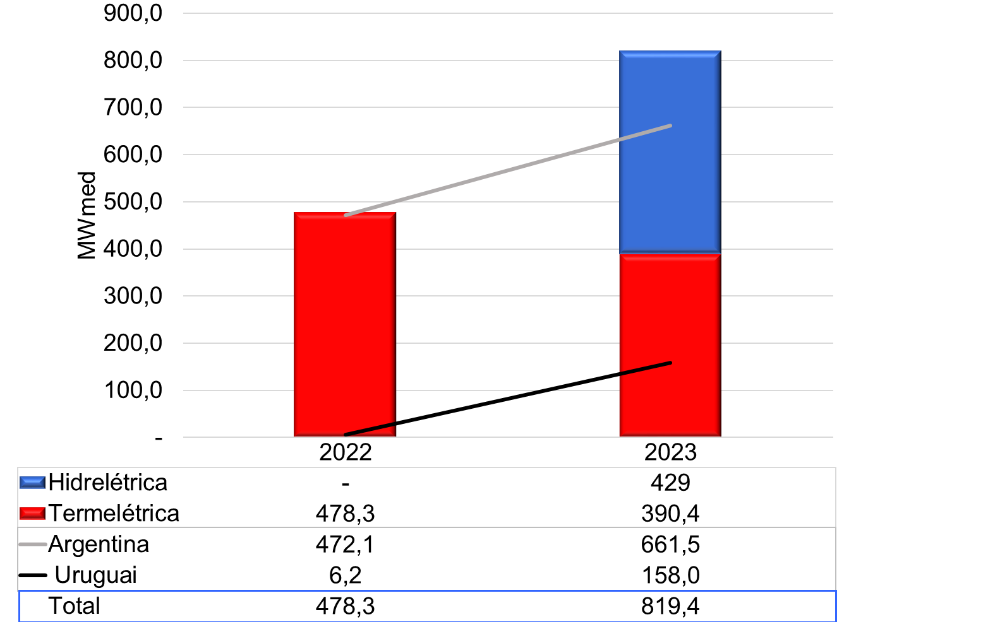 900,0
800,0
700,0
600,0
500,0
400,0
300,0
200,0
100,0
-
MWmed
2022 2023
Hidrelétrica - 429
Termelétrica 478,3 390,4
Argentina 472,1 661,5
Uruguai 6,2 158,0
Total 478,3 819,4